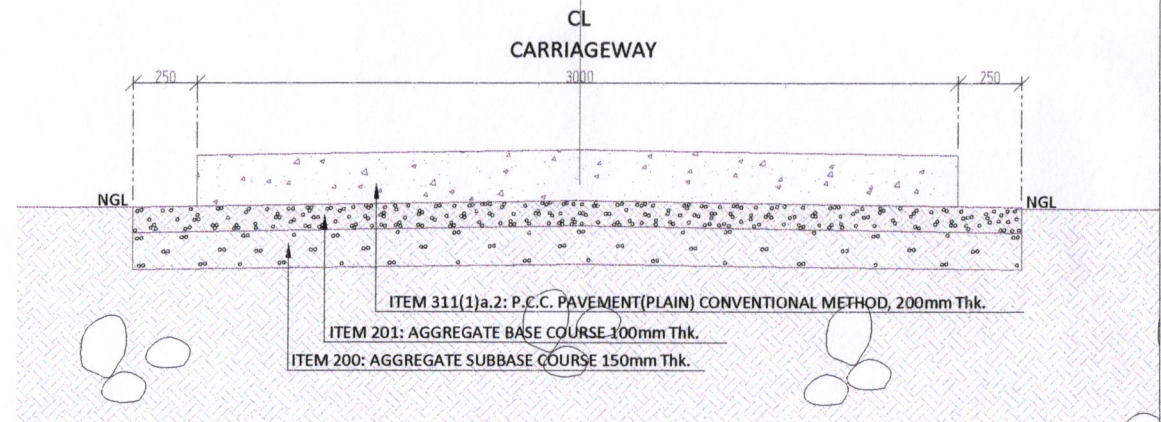 CL
CARRIAGEWAY
250 3000 250
NGL NGL
ITEM 311(1)a.2: P.C.C. PAVEMENT(PLAIN) CONVENTIONAL METHOD, 200mm Thk.
ITEM 201: AGGREGATE BASE COURSE 100mm Thk.
ITEM 200: AGGREGATE SUBBASE COURSE 150mm Thk.